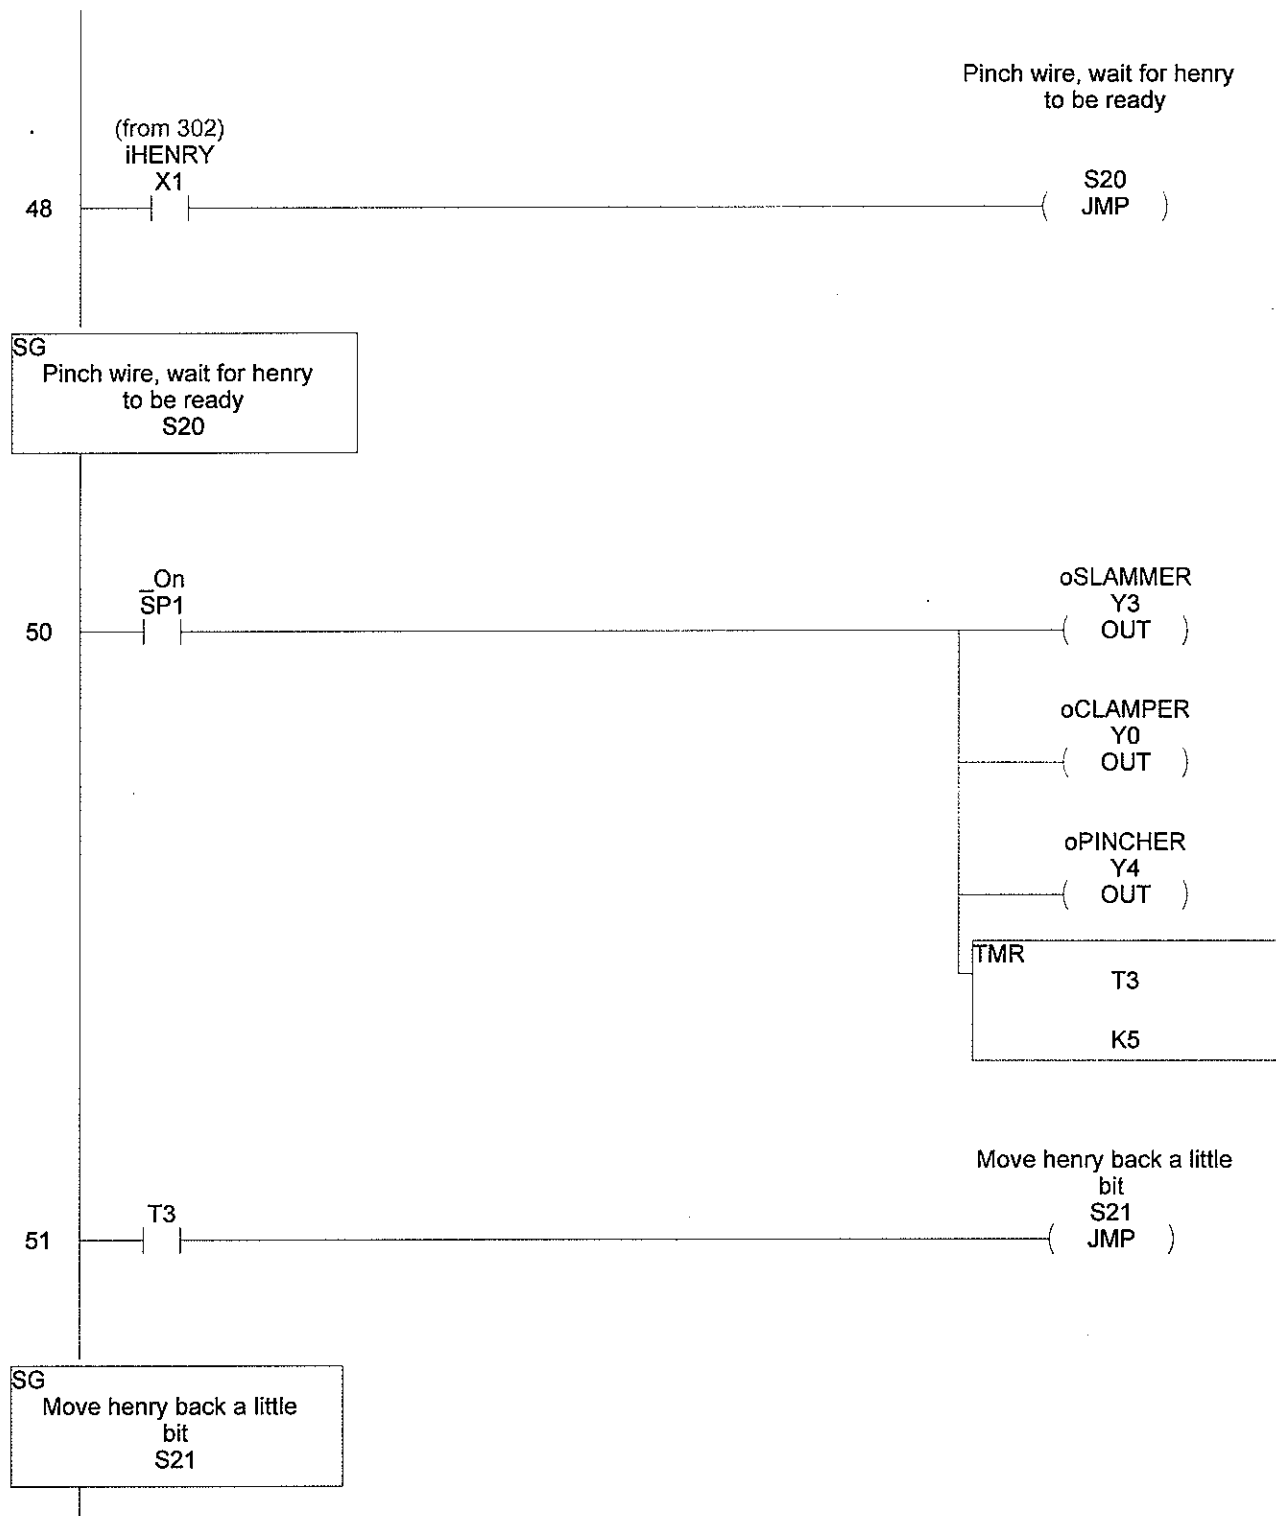 Pinch wire, wait for henry
to be ready
(from 302)
iHENRY
X1
S20
48
JMP
SG
Pinch wire, wait for henry
to be ready
S20
_On
SP1
oSLAMMER
Y3
50
OUT
oCLAMPER
Y0
OUT
oPINCHER
Y4
OUT
TMR
T3
K5
Move henry back a little
bit
T3
S21
51
JMP
SG
Move henry back a little
bit
S21